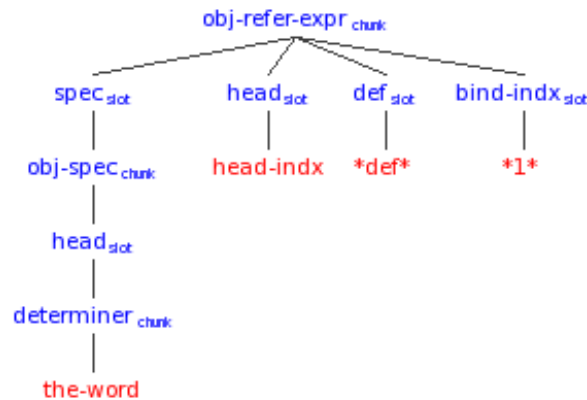 obj-refer-expr chunk
spec slot head slot def slot bind-indx slot
obj-spec chunk head-indx *def* *1*
head slot
determiner chunk
the-word